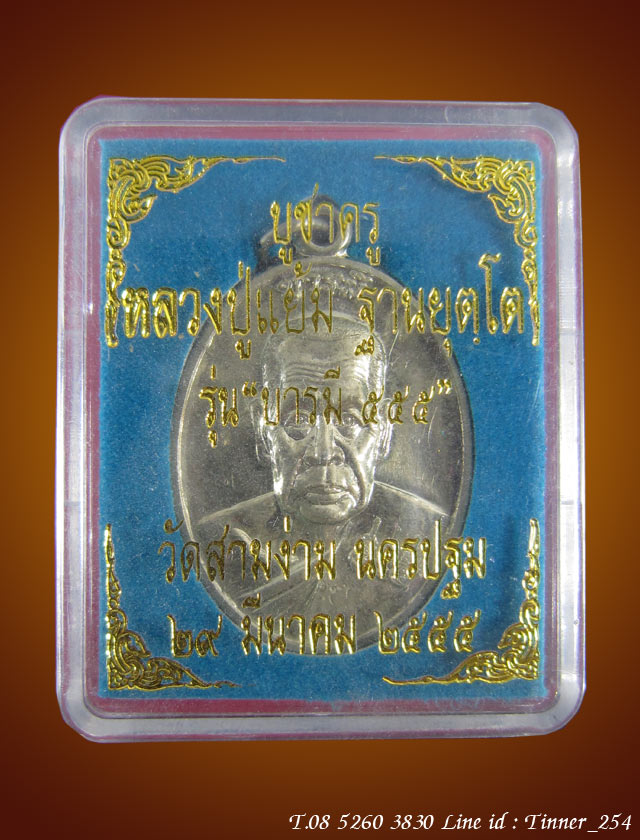 บูชาครู
หลวงปู่แย้ม ฐานยุตฺโต
รุ่น"บารมี ๕๕๕"
วัดสามง่าม นครปฐม
๒๙ มีนาคม ๒๕๕๕
T.08 5260 3830 Line id : Tinner_254